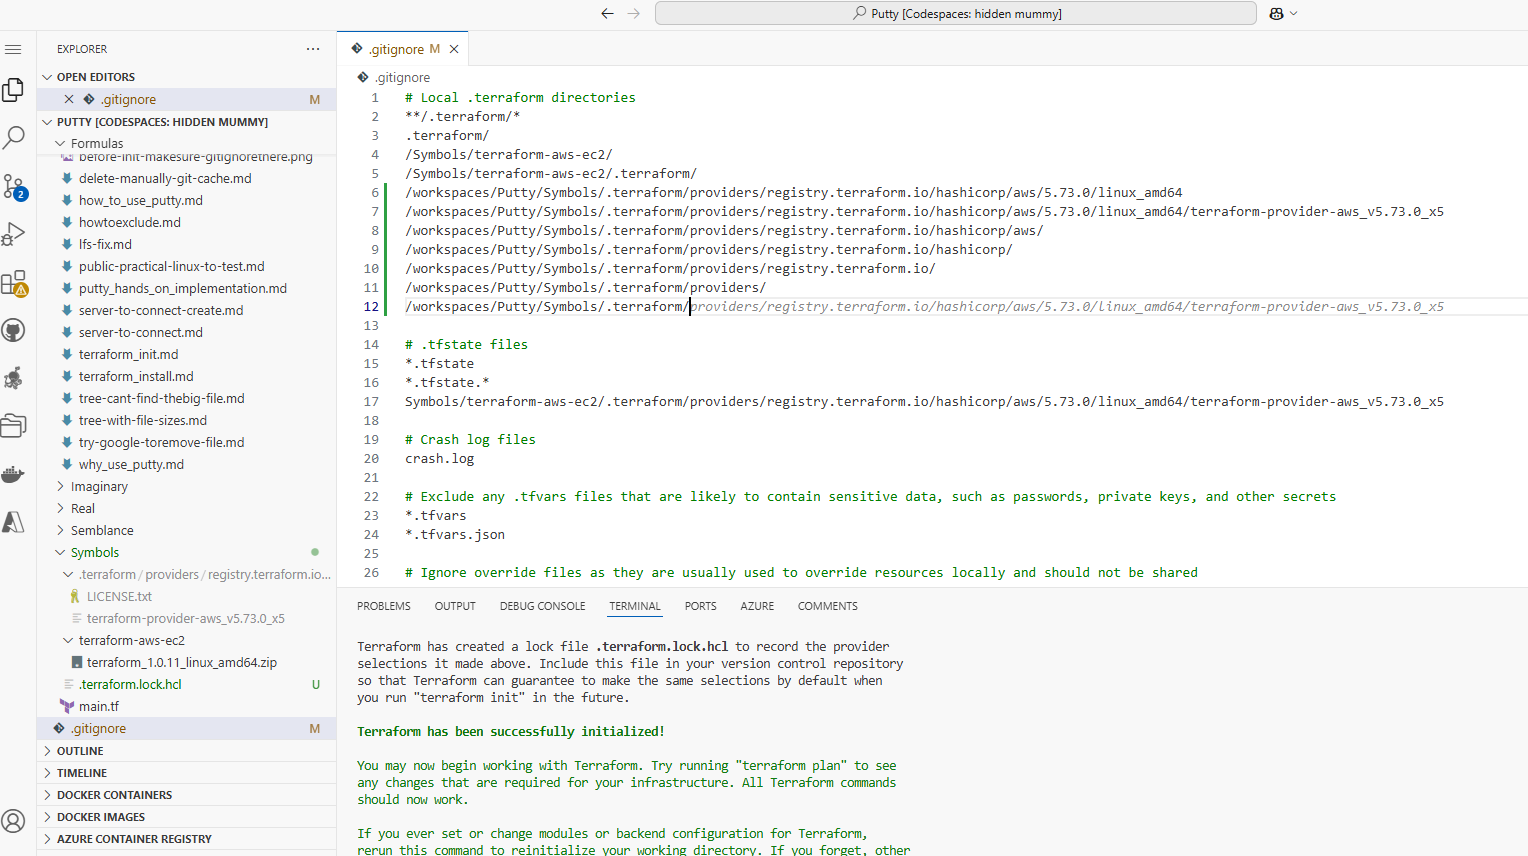 Putty [Codespaces: hidden mummy]
EXPLORER
OPEN EDITORS
.gitignore M
PUTTY [CODESPACES: HIDDEN MUMMY]
Formulas
before-init-makesure-gitignorethere.png
delete-manually-git-cache.md
how_to_use_putty.md
howtoexclude.md
lfs-fix.md
public-practical-linux-to-test.md
putty_hands_on_implementation.md
server-to-connect-create.md
server-to-connect.md
terraform_init.md
terraform_install.md
tree-cant-find-thebig-file.md
tree-with-file-sizes.md
try-google-toremove-file.md
why_use_putty.md
Imaginary
Real
Semblance
Symbols
.terraform / providers / registry.terraform.io...
LICENSE.txt
terraform-provider-aws_v5.73.0_x5
terraform-aws-ec2
terraform_1.0.11_linux_amd64.zip
.terraform.lock.hcl U
main.tf
.gitignore M
OUTLINE
TIMELINE
DOCKER CONTAINERS
DOCKER IMAGES
AZURE CONTAINER REGISTRY
2
.gitignore M
.gitignore
1 # Local .terraform directories
2 **/.terraform/*
3 .terraform/
4 /Symbols/terraform-aws-ec2/
5 /Symbols/terraform-aws-ec2/.terraform/
6 /workspaces/Putty/Symbols/.terraform/providers/registry.terraform.io/hashicorp/aws/5.73.0/linux_amd64
7 /workspaces/Putty/Symbols/.terraform/providers/registry.terraform.io/hashicorp/aws/5.73.0/linux_amd64/terraform-provider-aws_v5.73.0_x5
8 /workspaces/Putty/Symbols/.terraform/providers/registry.terraform.io/hashicorp/aws/
9 /workspaces/Putty/Symbols/.terraform/providers/registry.terraform.io/hashicorp/
10 /workspaces/Putty/Symbols/.terraform/providers/registry.terraform.io/
11 /workspaces/Putty/Symbols/.terraform/providers/
12 /workspaces/Putty/Symbols/.terraform/providers/registry.terraform.io/hashicorp/aws/5.73.0/linux_amd64/terraform-provider-aws_v5.73.0_x5
13
14 # .tfstate files
15 *.tfstate
16 *.tfstate.*
17 Symbols/terraform-aws-ec2/.terraform/providers/registry.terraform.io/hashicorp/aws/5.73.0/linux_amd64/terraform-provider-aws_v5.73.0_x5
18
19 # Crash log files
20 crash.log
21
22 # Exclude any .tfvars files that are likely to contain sensitive data, such as passwords, private keys, and other secrets
23 *.tfvars
24 *.tfvars.json
25
26 # Ignore override files as they are usually used to override resources locally and should not be shared
PROBLEMS OUTPUT DEBUG CONSOLE TERMINAL PORTS AZURE COMMENTS
Terraform has created a lock file .terraform.lock.hcl to record the provider
selections it made above. Include this file in your version control repository
so that Terraform can guarantee to make the same selections by default when
you run "terraform init" in the future.
Terraform has been successfully initialized!
You may now begin working with Terraform. Try running "terraform plan" to see
any changes that are required for your infrastructure. All Terraform commands
should now work.
If you ever set or change modules or backend configuration for Terraform,
rerun this command to reinitialize your working directory. If you forget, other